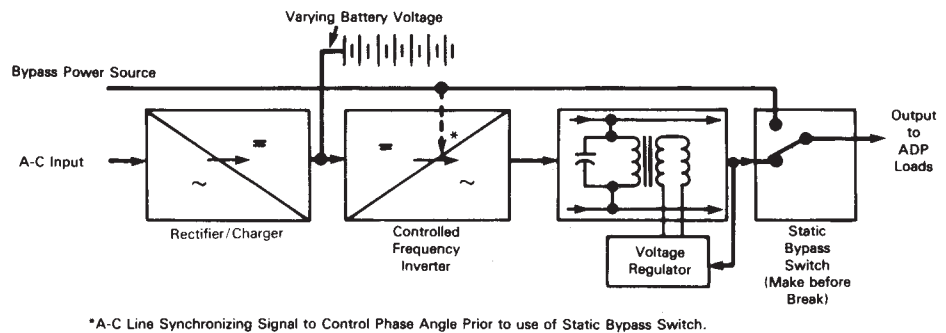 Varying Battery Voltage
Bypass Power Source
A-C Input
*
=
~
=
~
Output
to
ADP
Loads
Rectifier/Charger
Controlled
Frequency
Inverter
Voltage
Regulator
Static
Bypass
Switch
(Make before
Break)
*A-C Line Synchronizing Signal to Control Phase Angle Prior to use of Static Bypass Switch.